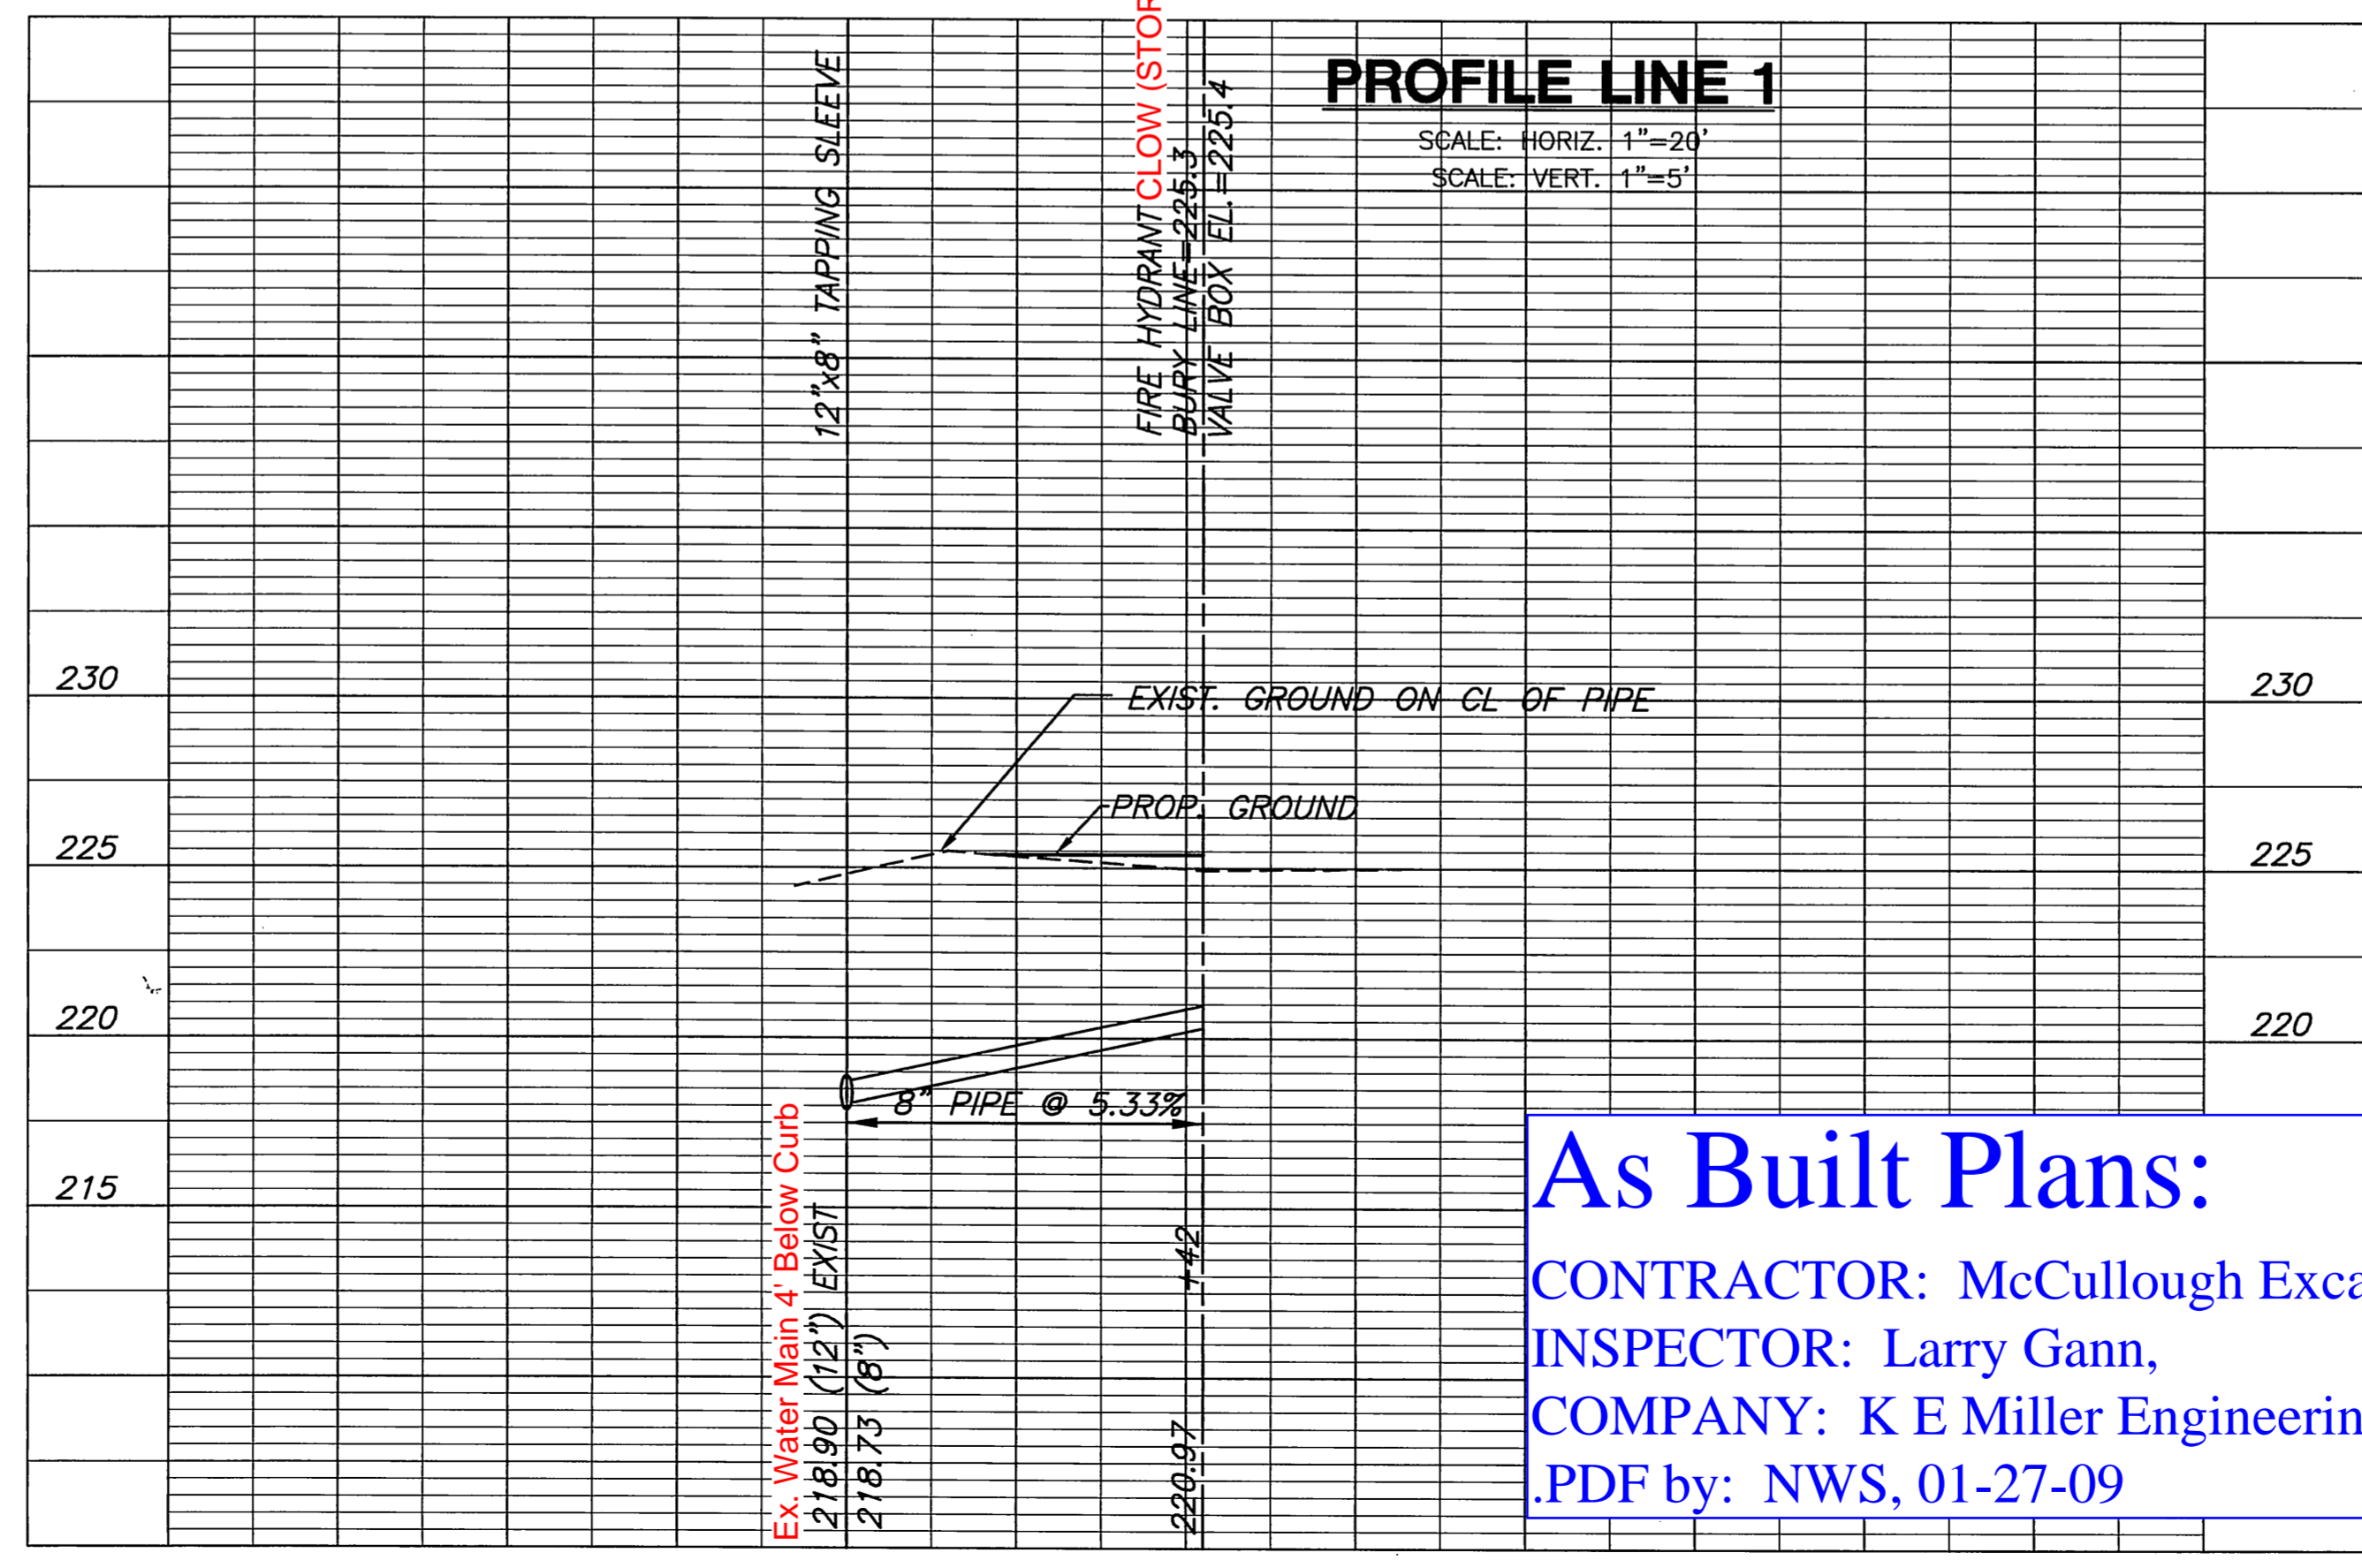 PROFILE LINE 1
SCALE: HORIZ. 1"=20'
SCALE: VERT. 1"=5'
12"x8" TAPPING SLEEVE
FIRE HYDRANT CLOW (STOR
BURY LINE=225.3
VALVE BOX EL.=225.4
230
230
EXIST. GROUND ON CL OF PIPE
PROP. GROUND
225
225
220
220
8" PIPE @ 5.33%
215
Ex. Water Main 4' Below Curb
218.90 (12") EXIST
218.73 (8")
220.97
+42
As Built Plans:
CONTRACTOR: McCullough Exca
INSPECTOR: Larry Gann,
COMPANY: K E Miller Engineerin
.PDF by: NWS, 01-27-09